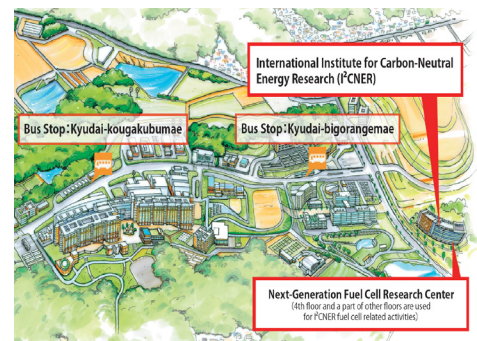 International Institute for Carbon-Neutral
Energy Research (I²CNER)
Bus Stop:Kyudai-kougakubumae
Bus Stop:Kyudai-bigorangemae
Next-Generation Fuel Cell Research Center
(4th floor and a part of other floors are used
for I²CNER fuel cell related activities)